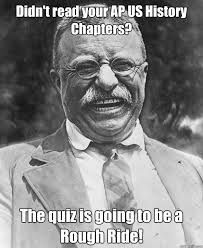 Didn't read your AP US History
Chapters?
The quiz is going to be a
Rough Ride!